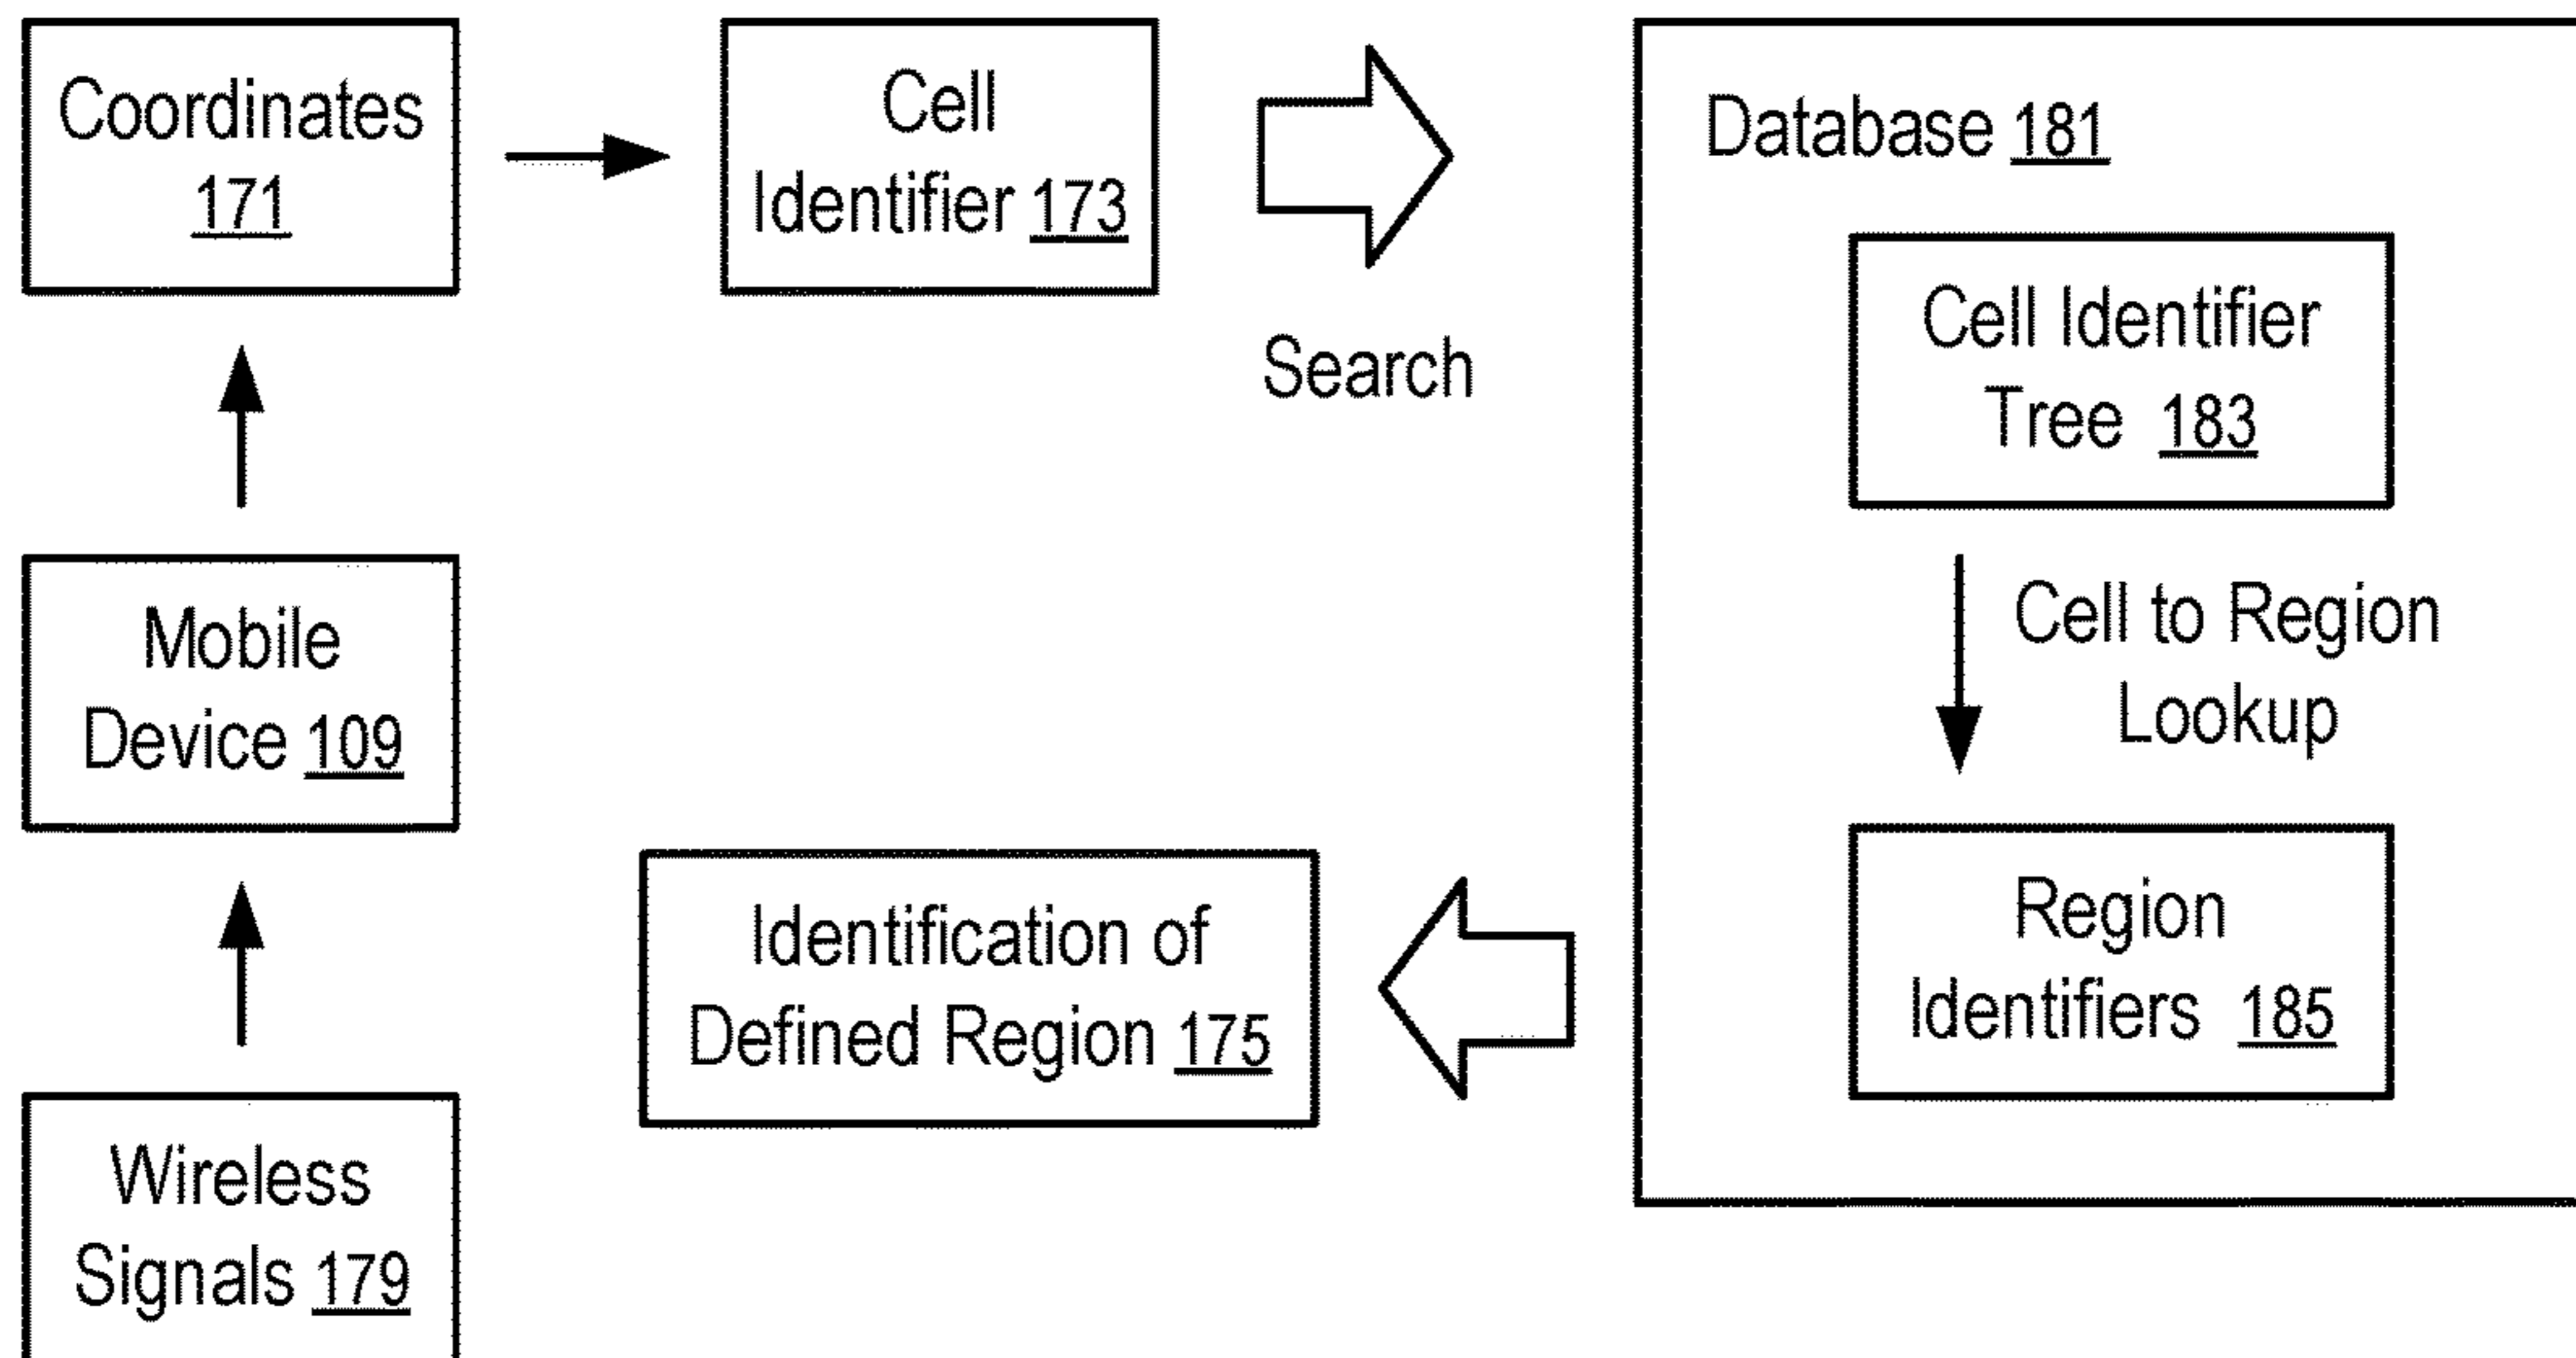 Coordinates
171
Cell
Identifier 173
Search
Database 181
Cell Identifier
Tree 183
Cell to Region
Lookup
Region
Identifiers 185
Mobile
Device 109
Identification of
Defined Region 175
Wireless
Signals 179